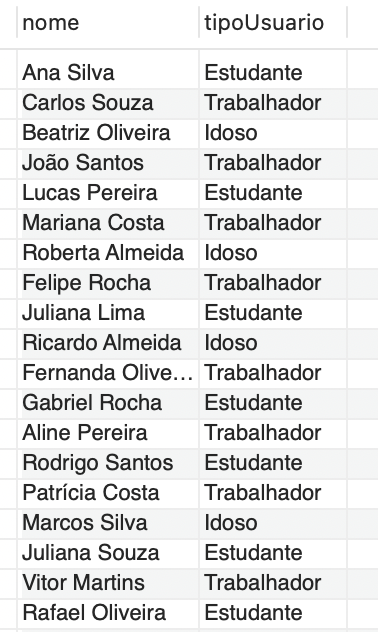 nome tipoUsuario
Ana Silva Estudante
Carlos Souza Trabalhador
Beatriz Oliveira Idoso
João Santos Trabalhador
Lucas Pereira Estudante
Mariana Costa Trabalhador
Roberta Almeida Idoso
Felipe Rocha Trabalhador
Juliana Lima Estudante
Ricardo Almeida Idoso
Fernanda Olive... Trabalhador
Gabriel Rocha Estudante
Aline Pereira Trabalhador
Rodrigo Santos Estudante
Patrícia Costa Trabalhador
Marcos Silva Idoso
Juliana Souza Estudante
Vitor Martins Trabalhador
Rafael Oliveira Estudante